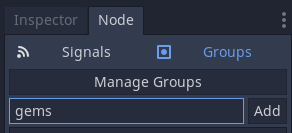 Inspector Node
Signals Groups
Manage Groups
gems Add